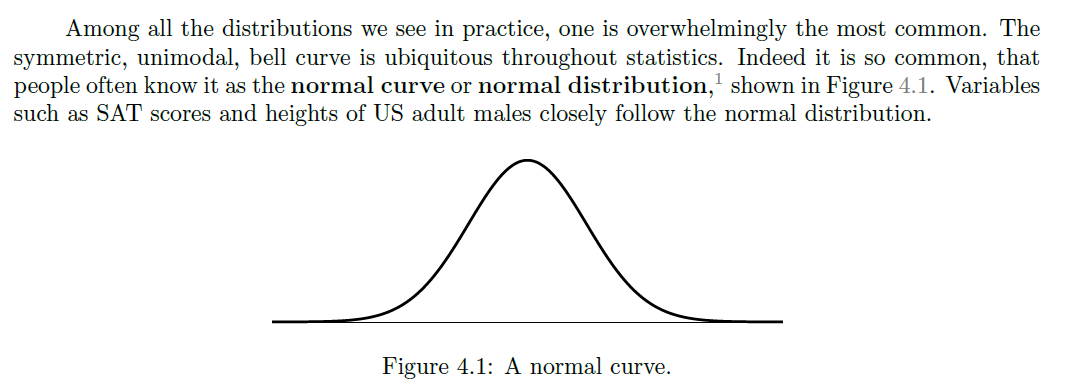 Among all the distributions we see in practice, one is overwhelmingly the most common. The
symmetric, unimodal, bell curve is ubiquitous throughout statistics. Indeed it is so common, that
people often know it as the normal curve or normal distribution,¹ shown in Figure 4.1. Variables
such as SAT scores and heights of US adult males closely follow the normal distribution.
Figure 4.1: A normal curve.